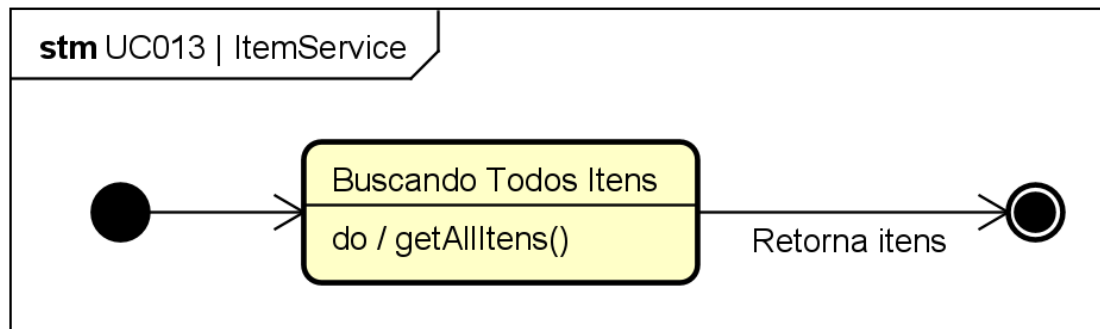 stm UC013 | ItemService
Buscando Todos Itens
do / getAllItens()
Retorna itens